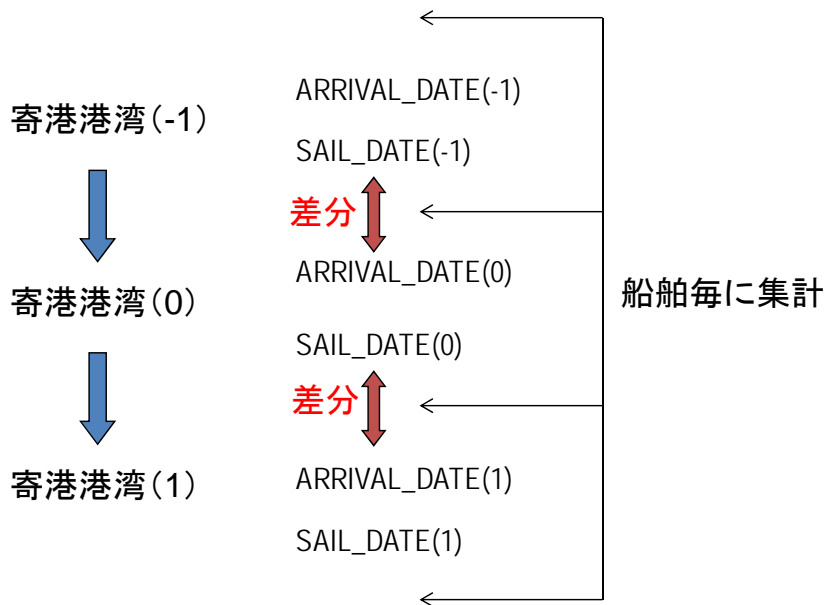 ARRIVAL_DATE(-1)
寄港港湾(-1)
SAIL_DATE(-1)
差分
ARRIVAL_DATE(0)
寄港港湾(0)
船舶毎に集計
SAIL_DATE(0)
差分
ARRIVAL_DATE(1)
寄港港湾(1)
SAIL_DATE(1)